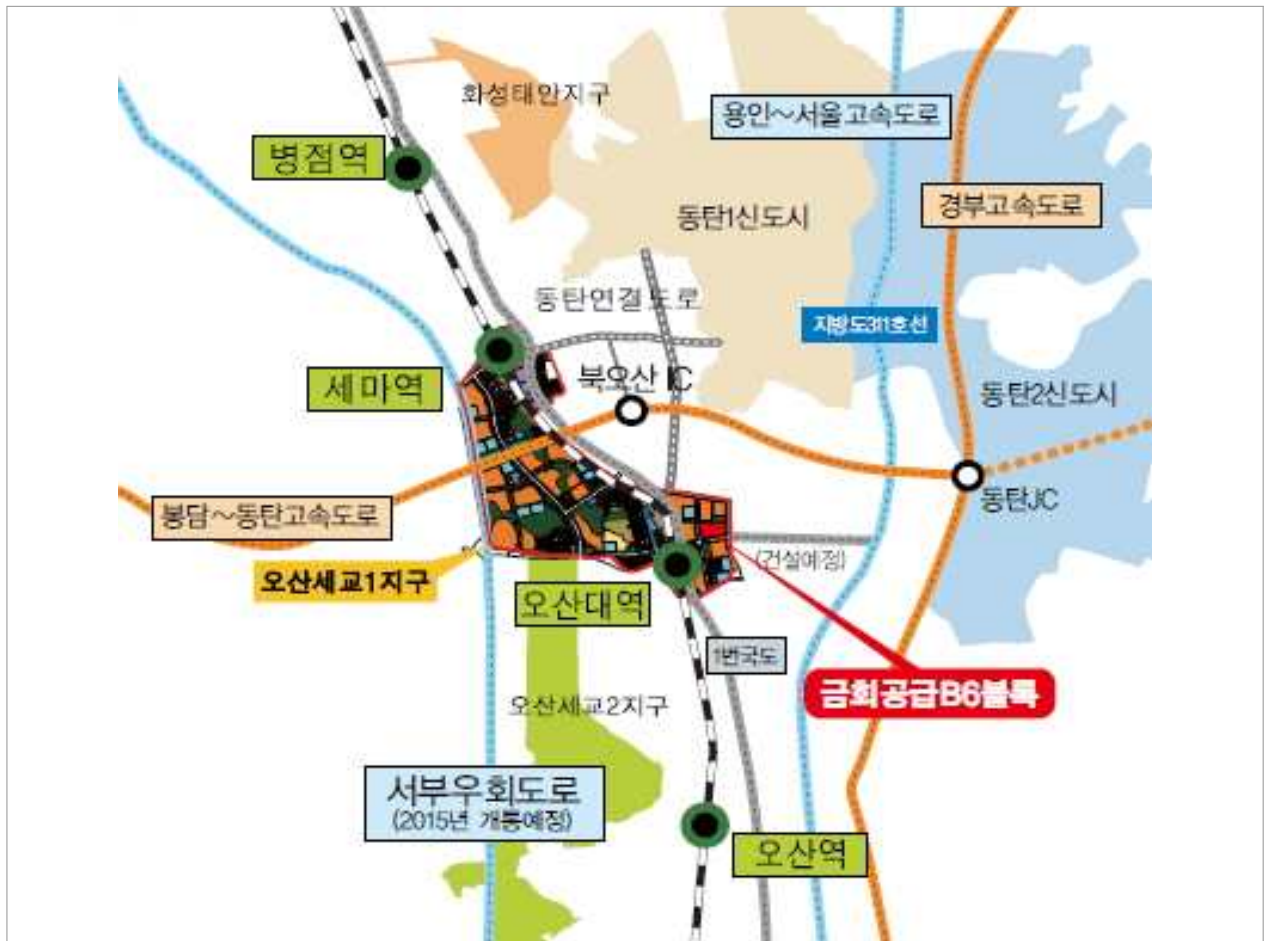 화성태안지구
용인~서울고속도로
병점역
경부고속도로
동탄1신도시
동탄연결도로
지방도311호선
세마역
북오산 IC
동탄2신도시
동탄JC
봉담~동탄고속도로
(건설예정)
오산세교1지구
오산대역
1번국도
금회공급B6블록
오산세교2지구
서부우회도로
(2015년 개통예정)
오산역